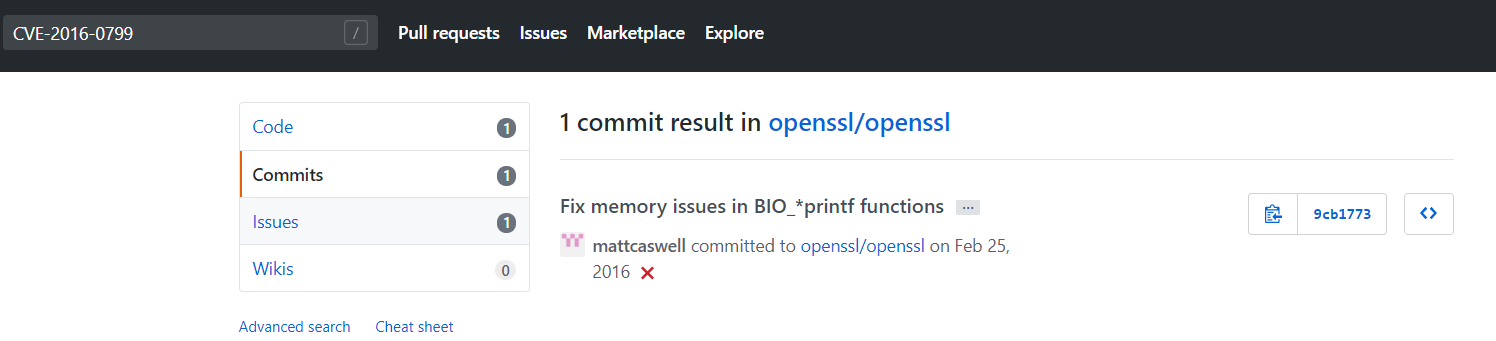 CVE-2016-0799 / Pull requests Issues Marketplace Explore
Code 1
Commits 1
Issues 1
Wikis 0
Advanced search Cheat sheet
1 commit result in openssl/openssl
Fix memory issues in BIO_*printf functions ...
9cb1773 <>
mattcaswell committed to openssl/openssl on Feb 25,
2016